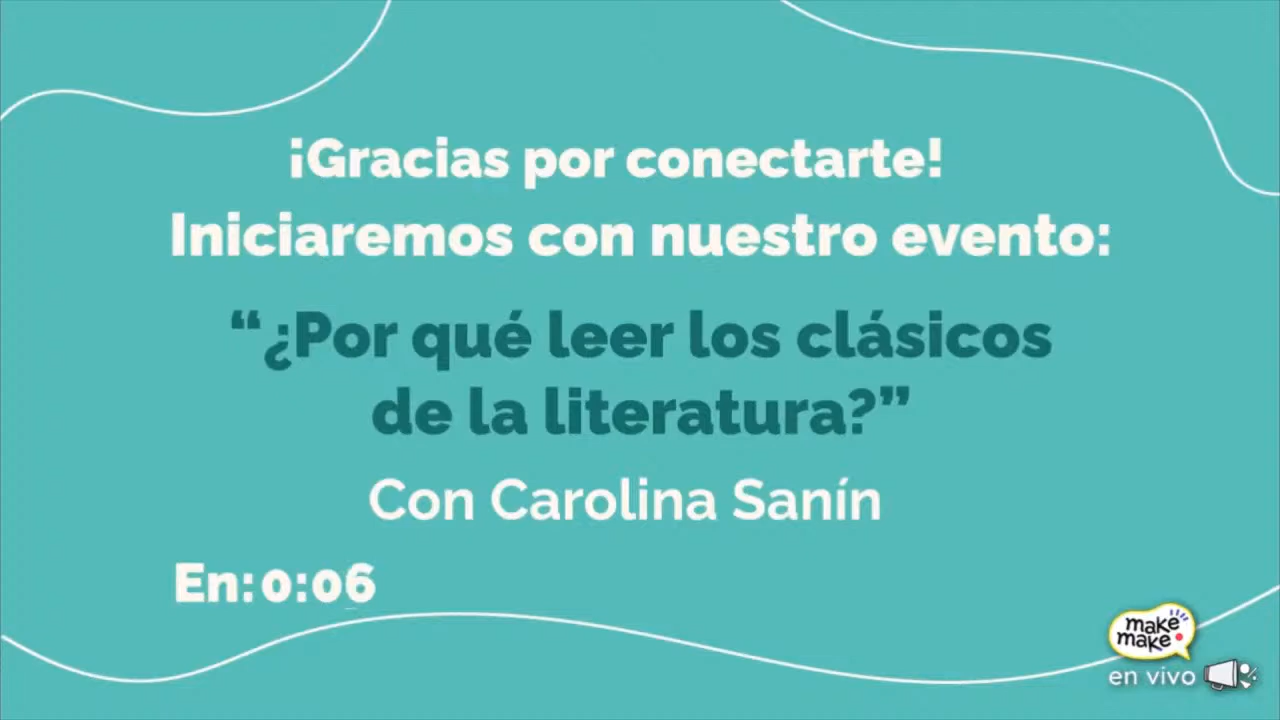 ¡Gracias por conectarte!
Iniciaremos con nuestro evento:
“¿Por qué leer los clásicos
de la literatura?”
Con Carolina Sanín
En:0:06
make
make
en vivo